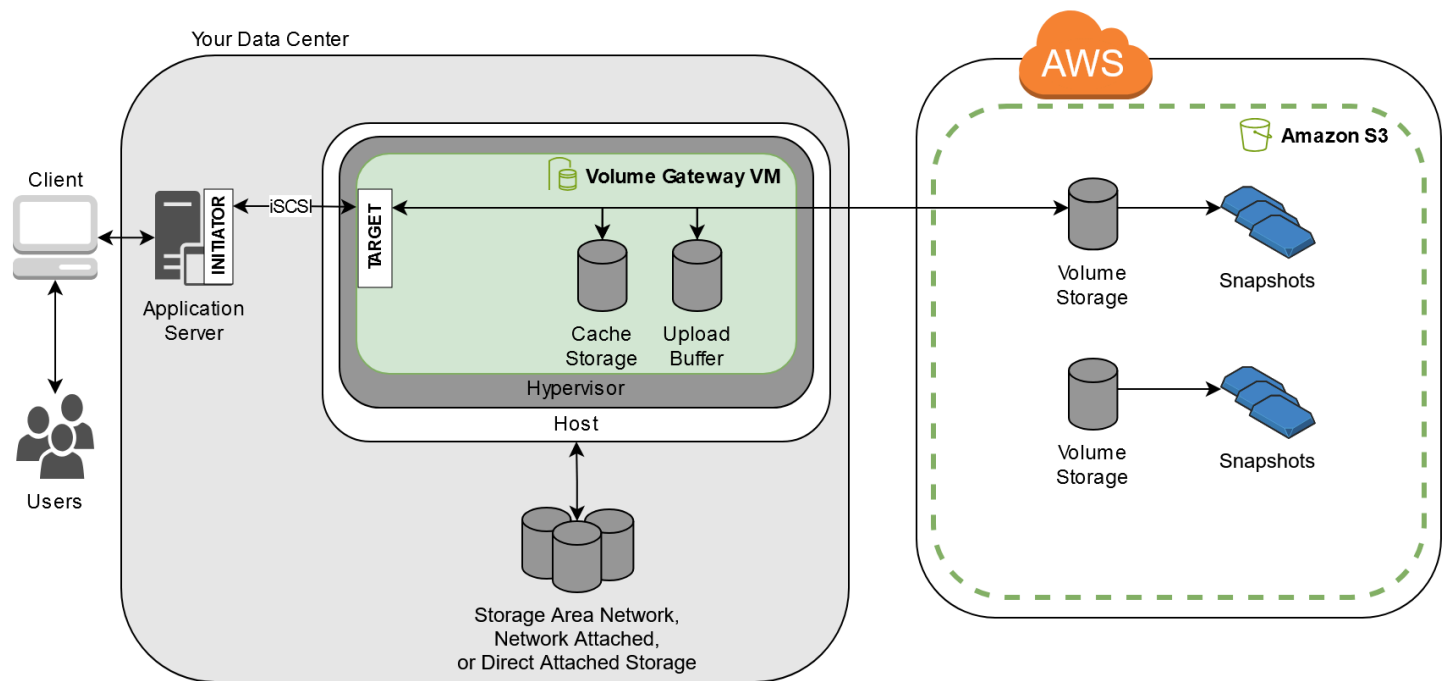 Your Data Center
AWS
Amazon S3
Client
INITIATOR
iSCSI
TARGET
Volume Gateway VM
Application
Server
Cache
Storage
Upload
Buffer
Hypervisor
Host
Users
Storage Area Network,
Network Attached,
or Direct Attached Storage
Volume
Storage
Snapshots
Volume
Storage
Snapshots